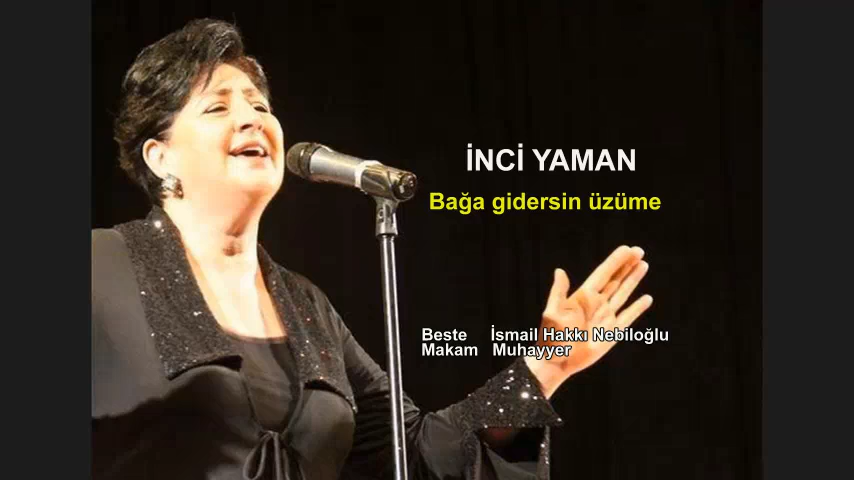 İNCİ YAMAN
Bağa gidersin üzüme
Beste İsmail Hakkı Nebiloğlu
Makam Muhayyer